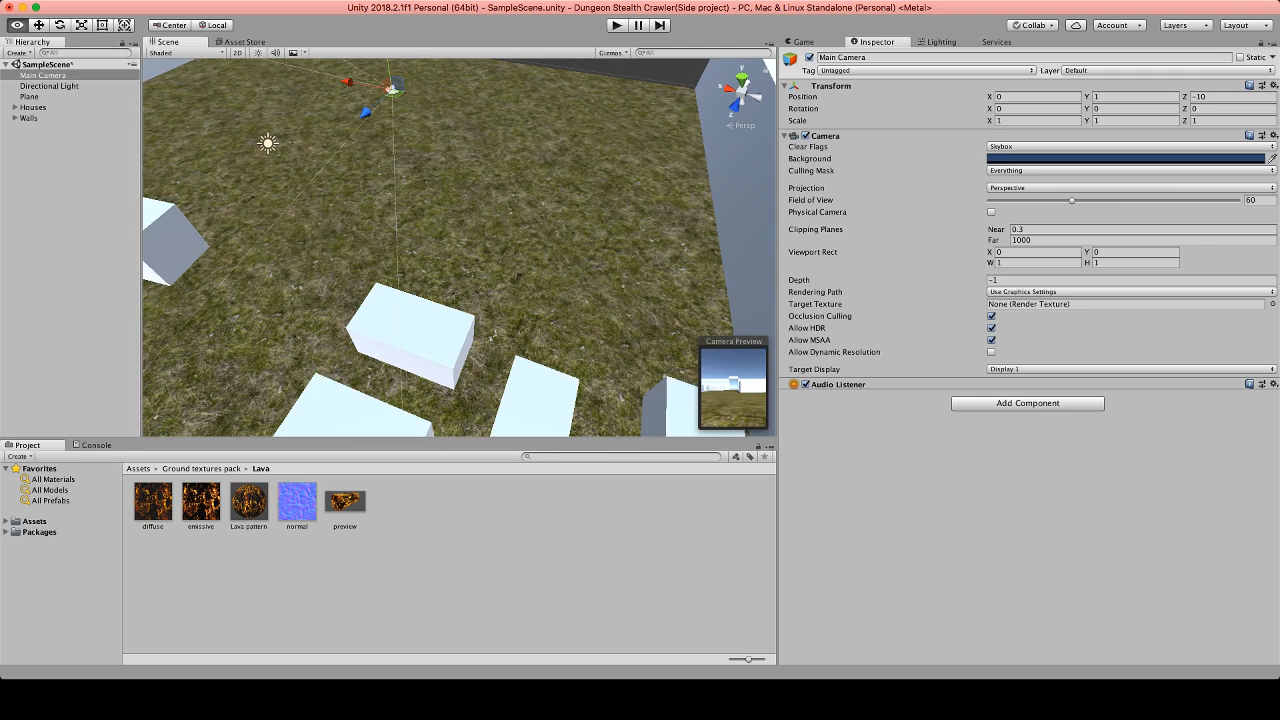 Unity 2018.2.1f1 Personal (64bit) - SampleScene.unity - Dungeon Stealth Crawler(Side project) - PC, Mac & Linux Standalone (Personal) <Metal>
Center Local Collab Account Layers Layout
Hierarchy
Create All
SampleScene*
Main Camera
Directional Light
Plane
Houses
Walls
Scene Asset Store
Shaded 2D Gizmos All
y
x
z
Persp
Camera Preview
Game Inspector Lighting Services
Main Camera Static
Tag Untagged Layer Default
Transform
Position X 0 Y 1 Z -10
Rotation X 0 Y 0 Z 0
Scale X 1 Y 1 Z 1
Camera
Clear Flags Skybox
Background
Culling Mask Everything
Projection Perspective
Field of View 60
Physical Camera
Clipping Planes Near 0.3
Far 1000
Viewport Rect X 0 Y 0
W 1 H 1
Depth -1
Rendering Path Use Graphics Settings
Target Texture None (Render Texture)
Occlusion Culling
Allow HDR
Allow MSAA
Allow Dynamic Resolution
Target Display Display 1
Audio Listener
Add Component
Project Console
Create
Favorites
All Materials
All Models
All Prefabs
Assets
Packages
Assets Ground textures pack Lava
diffuse emissive Lava pattern normal preview